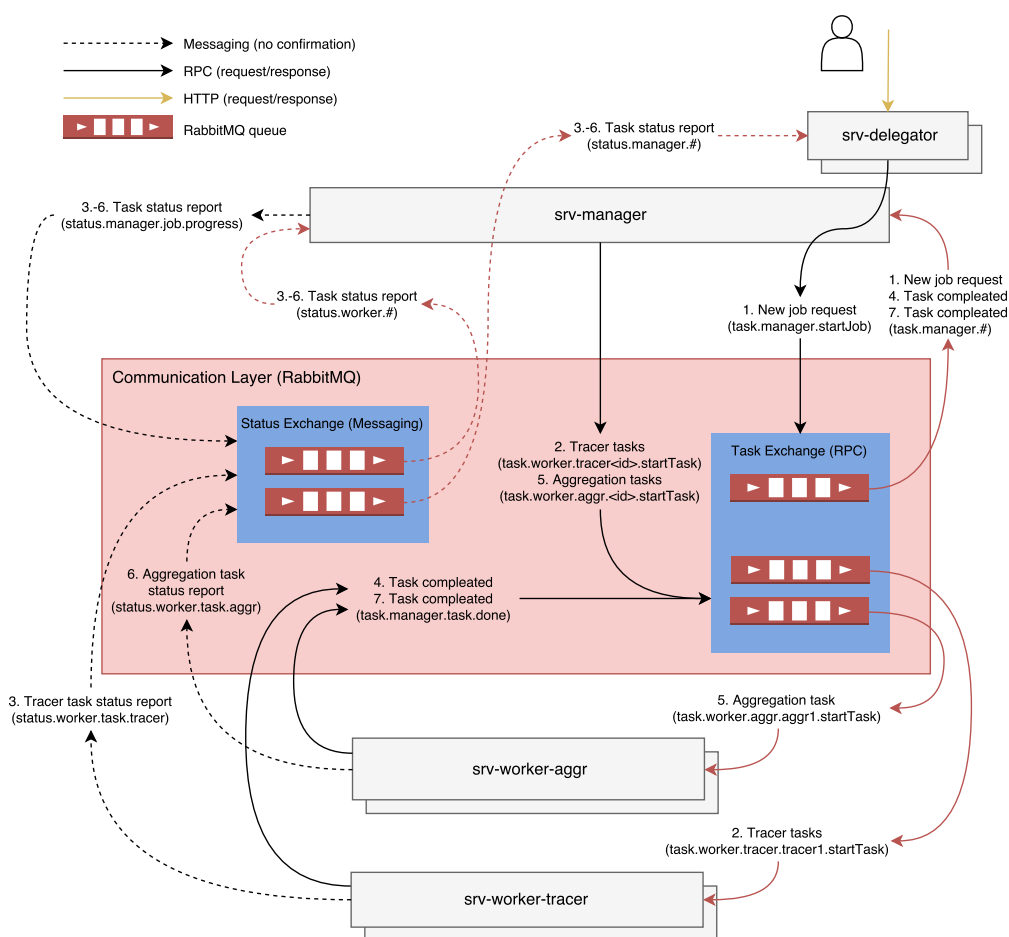 Messaging (no confirmation)
RPC (request/response)
HTTP (request/response)
RabbitMQ queue
3.-6. Task status report
(status.manager.#)
srv-delegator
3.-6. Task status report
(status.manager.job.progress)
srv-manager
3.-6. Task status report
(status.worker.#)
1. New job request
(task.manager.startJob)
1. New job request
4. Task compleated
7. Task compleated
(task.manager.#)
Communication Layer (RabbitMQ)
Status Exchange (Messaging)
2. Tracer tasks
(task.worker.tracer<id>.startTask)
5. Aggregation tasks
(task.worker.aggr.<id>.startTask)
Task Exchange (RPC)
6. Aggregation task
status report
(status.worker.task.aggr)
4. Task compleated
7. Task compleated
(task.manager.task.done)
3. Tracer task status report
(status.worker.task.tracer)
5. Aggregation task
(task.worker.aggr.aggr1.startTask)
srv-worker-aggr
2. Tracer tasks
(task.worker.tracer.tracer1.startTask)
srv-worker-tracer